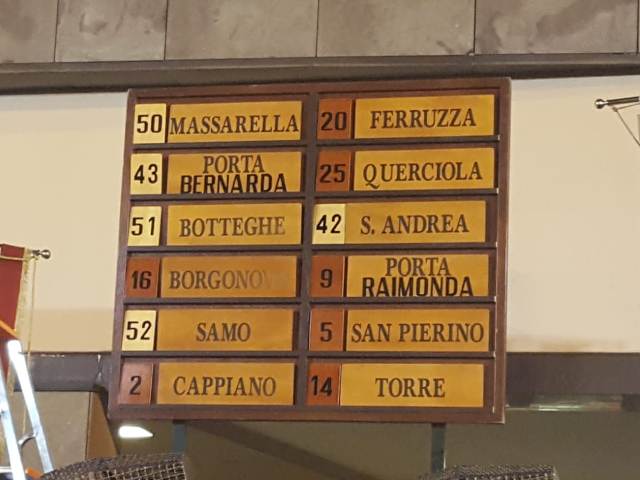 50 MASSARELLA
20 FERRUZZA
43 PORTA
BERNARDA
25 QUERCIOLA
51 BOTTEGHE
42 S. ANDREA
16 BORGONOVO
9 PORTA
RAIMONDA
52 SAMO
5 SAN PIERINO
2 CAPPIANO
14 TORRE